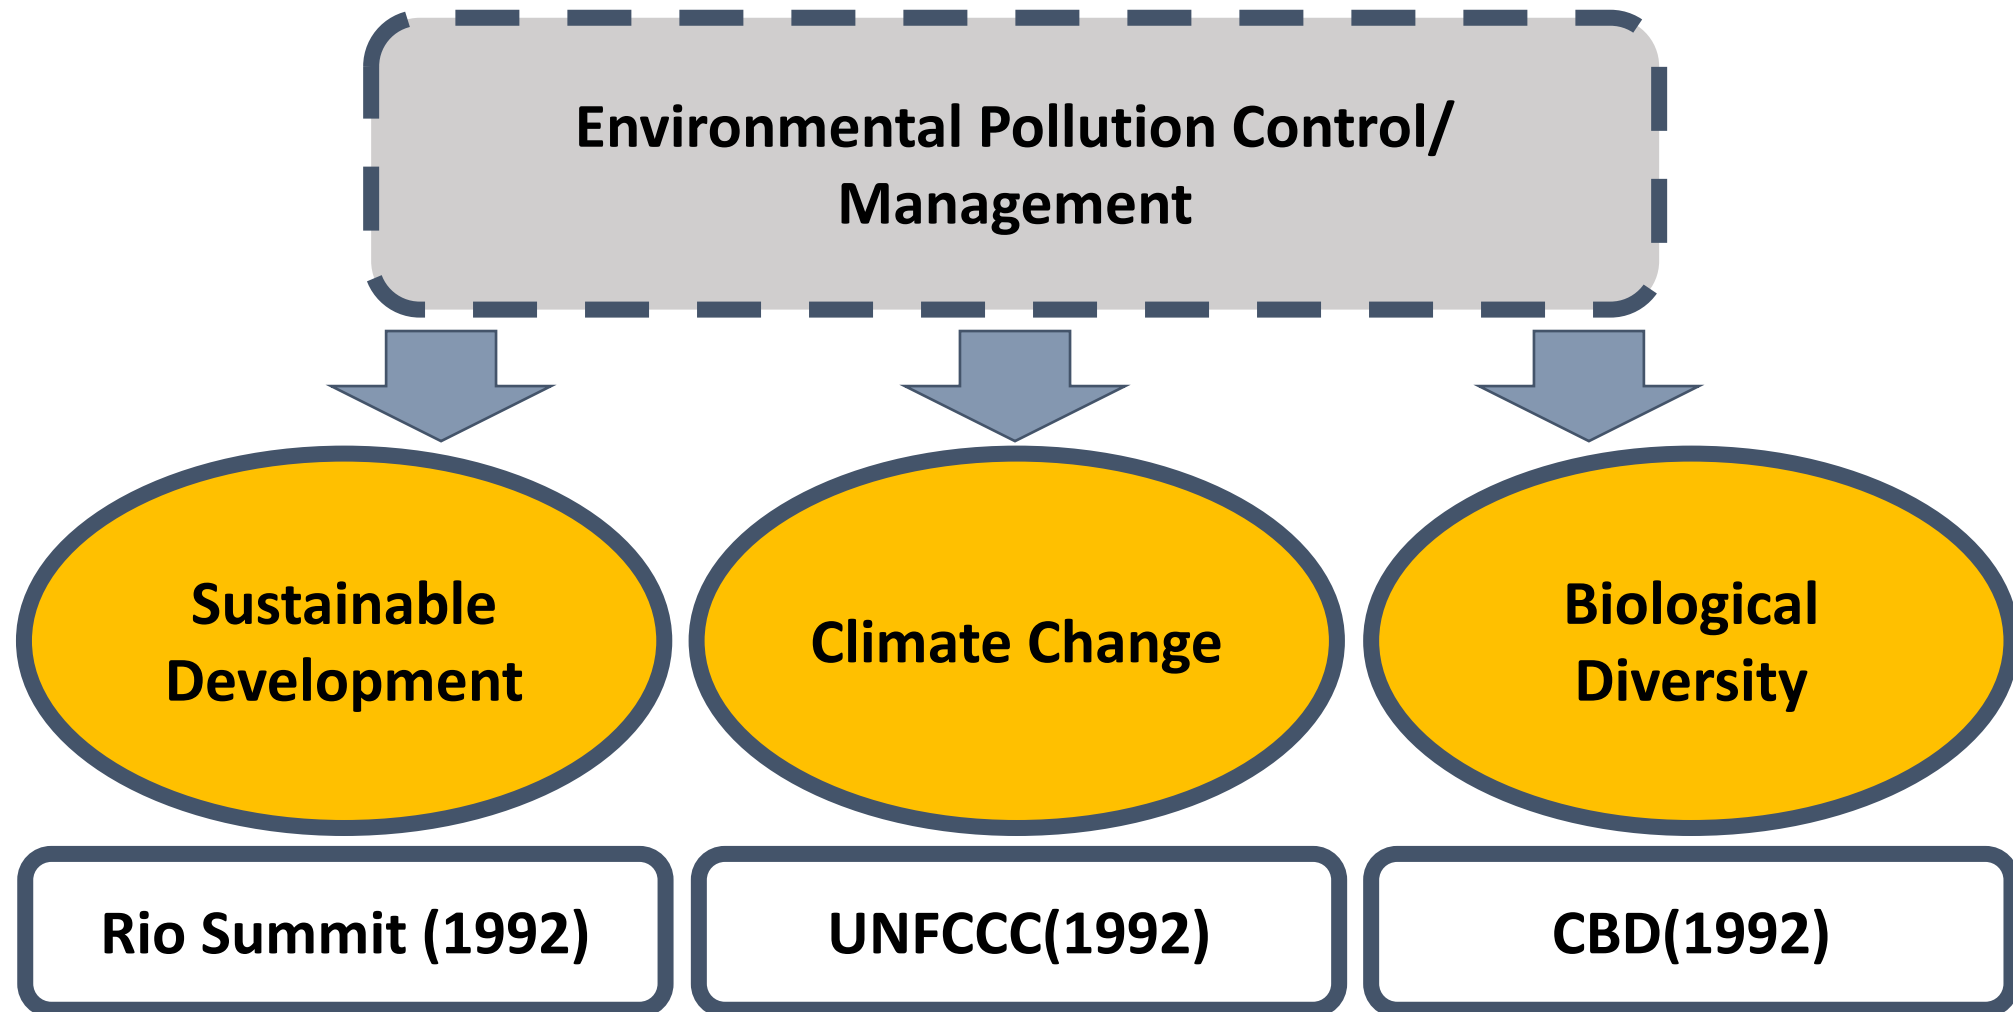 Environmental Pollution Control/
Management
Sustainable
Development
Climate Change
Biological
Diversity
Rio Summit (1992)
UNFCCC(1992)
CBD(1992)